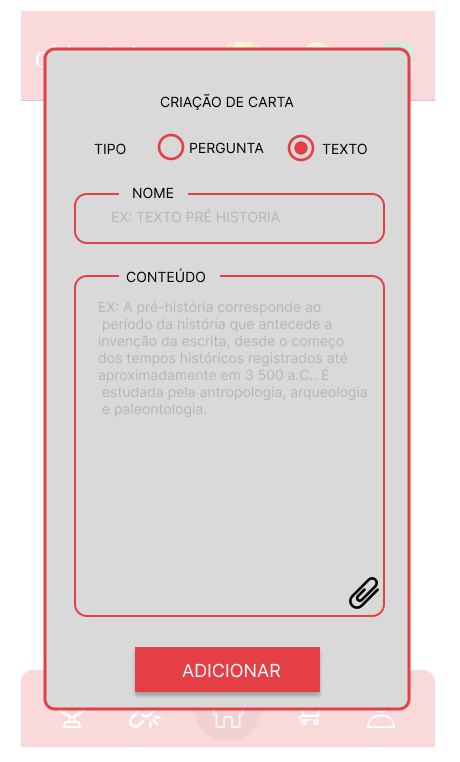 CRIAÇÃO DE CARTA
TIPO PERGUNTA TEXTO
NOME
EX: TEXTO PRÉ HISTORIA
CONTEÚDO
EX: A pré-história corresponde ao
período da história que antecede a
invenção da escrita, desde o começo
dos tempos históricos registrados até
aproximadamente em 3 500 a.C.. É
estudada pela antropologia, arqueologia
e paleontologia.
ADICIONAR